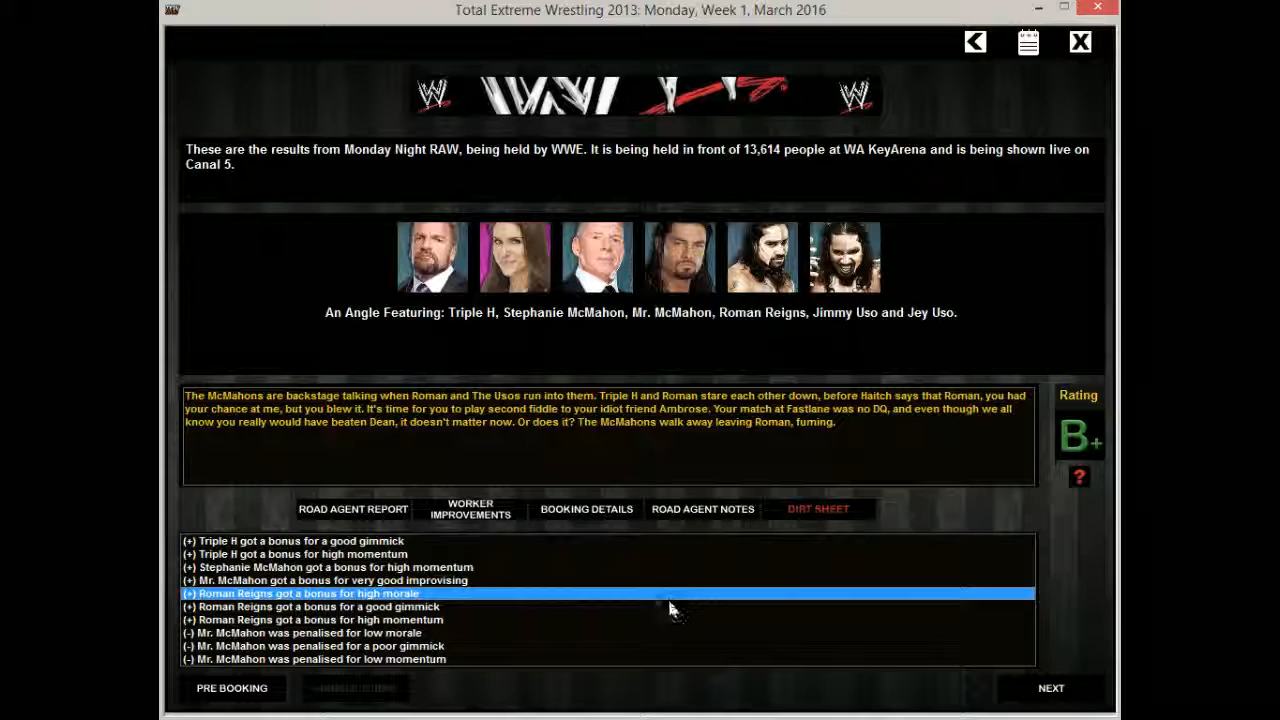 Total Extreme Wrestling 2013: Monday, Week 1, March 2016
These are the results from Monday Night RAW, being held by WWE. It is being held in front of 13,614 people at WA KeyArena and is being shown live on
Canal 5.
An Angle Featuring: Triple H, Stephanie McMahon, Mr. McMahon, Roman Reigns, Jimmy Uso and Jey Uso.
The McMahons are backstage talking when Roman and The Usos run into them. Triple H and Roman stare each other down, before Haitch says that Roman, you had
your chance at me, but you blew it. It's time for you to play second fiddle to your idiot friend Ambrose. Your match at Fastlane was no DQ, and even though we all
know you really would have beaten Dean, it doesn't matter now. Or does it? The McMahons walk away leaving Roman, fuming.
Rating
B+
?
ROAD AGENT REPORT
WORKER
IMPROVEMENTS
BOOKING DETAILS
ROAD AGENT NOTES
DIRT SHEET
(+) Triple H got a bonus for a good gimmick
(+) Triple H got a bonus for high momentum
(+) Stephanie McMahon got a bonus for high momentum
(+) Mr. McMahon got a bonus for very good improvising
(+) Roman Reigns got a bonus for high morale
(+) Roman Reigns got a bonus for a good gimmick
(+) Roman Reigns got a bonus for high momentum
(-) Mr. McMahon was penalised for low morale
(-) Mr. McMahon was penalised for a poor gimmick
(-) Mr. McMahon was penalised for low momentum
PRE BOOKING
NEXT